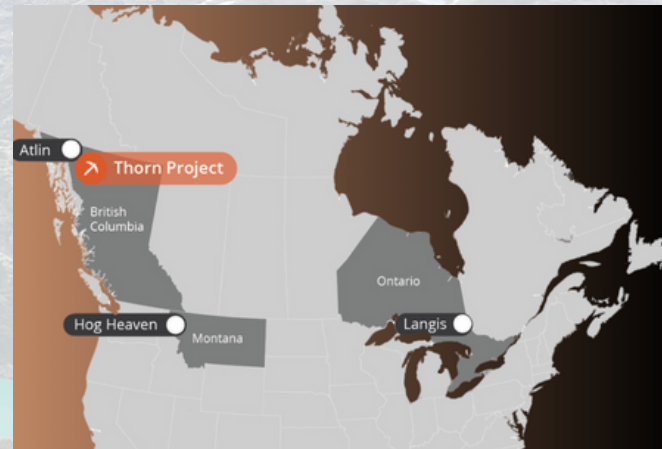 Atlin
Thorn Project
British
Columbia
Ontario
Hog Heaven
Montana
Langis